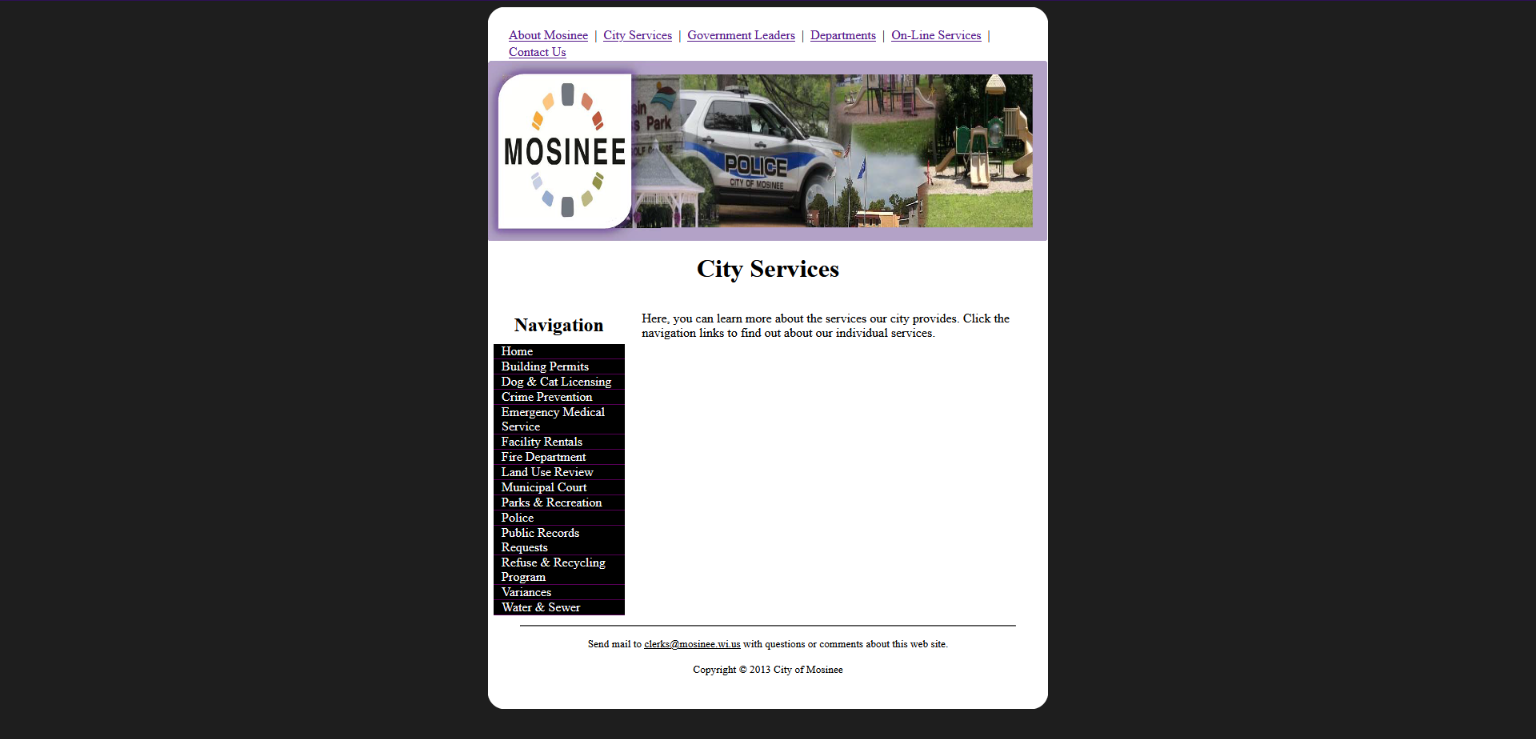 About Mosinee | City Services | Government Leaders | Departments | On-Line Services |
Contact Us
MOSINEE
Park
POLICE
CITY OF MOSINEE
City Services
Navigation
Here, you can learn more about the services our city provides. Click the
navigation links to find out about our individual services.
Home
Building Permits
Dog & Cat Licensing
Crime Prevention
Emergency Medical
Service
Facility Rentals
Fire Department
Land Use Review
Municipal Court
Parks & Recreation
Police
Public Records
Requests
Refuse & Recycling
Program
Variances
Water & Sewer
Send mail to clerks@mosinee.wi.us with questions or comments about this web site.
Copyright © 2013 City of Mosinee